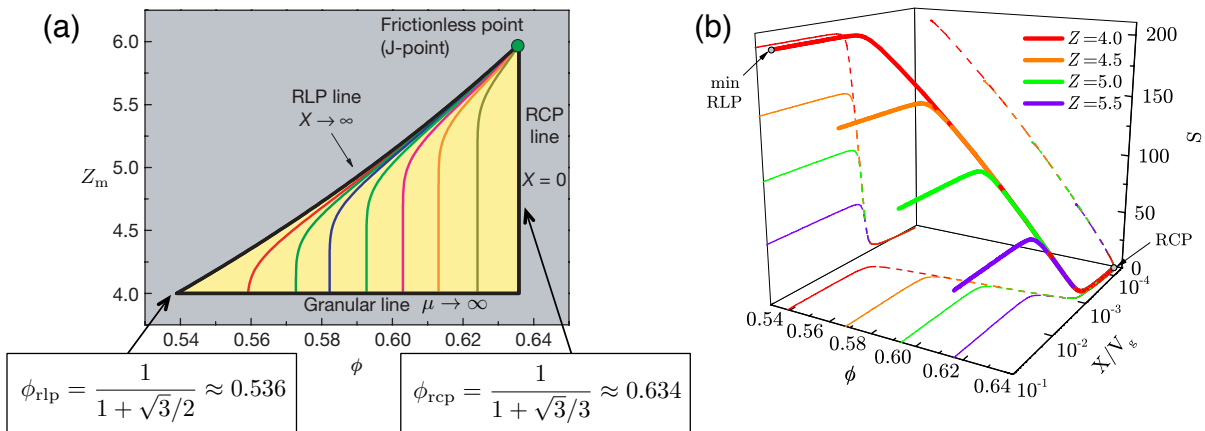 (a)
Frictionless point
(J-point)
RLP line
X → ∞
RCP
line
X = 0
Granular line μ → ∞
Z_m
6.0
5.5
5.0
4.5
4.0
0.54 0.56 0.58 0.60 0.62 0.64
ϕ
ϕ_rlp = 1 / (1 + √3/2) ≈ 0.536
ϕ_rcp = 1 / (1 + √3/3) ≈ 0.634
(b)
Z=4.0
Z=4.5
Z=5.0
Z=5.5
min
RLP
RCP
200
150
100
50
0
S
10⁻⁴
10⁻³
10⁻²
10⁻¹
X/V_g
0.54 0.56 0.58 0.60 0.62 0.64
ϕ